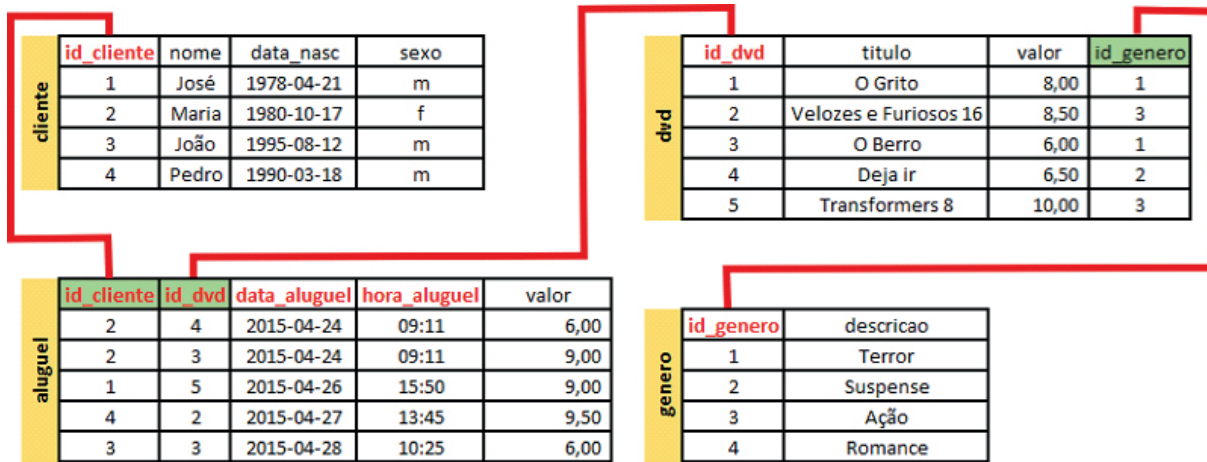 cliente
id_cliente nome data_nasc sexo
1 José 1978-04-21 m
2 Maria 1980-10-17 f
3 João 1995-08-12 m
4 Pedro 1990-03-18 m
dvd
id_dvd titulo valor id_genero
1 O Grito 8,00 1
2 Velozes e Furiosos 16 8,50 3
3 O Berro 6,00 1
4 Deja ir 6,50 2
5 Transformers 8 10,00 3
aluguel
id_cliente id_dvd data_aluguel hora_aluguel valor
2 4 2015-04-24 09:11 6,00
2 3 2015-04-24 09:11 9,00
1 5 2015-04-26 15:50 9,00
4 2 2015-04-27 13:45 9,50
3 3 2015-04-28 10:25 6,00
genero
id_genero descricao
1 Terror
2 Suspense
3 Ação
4 Romance